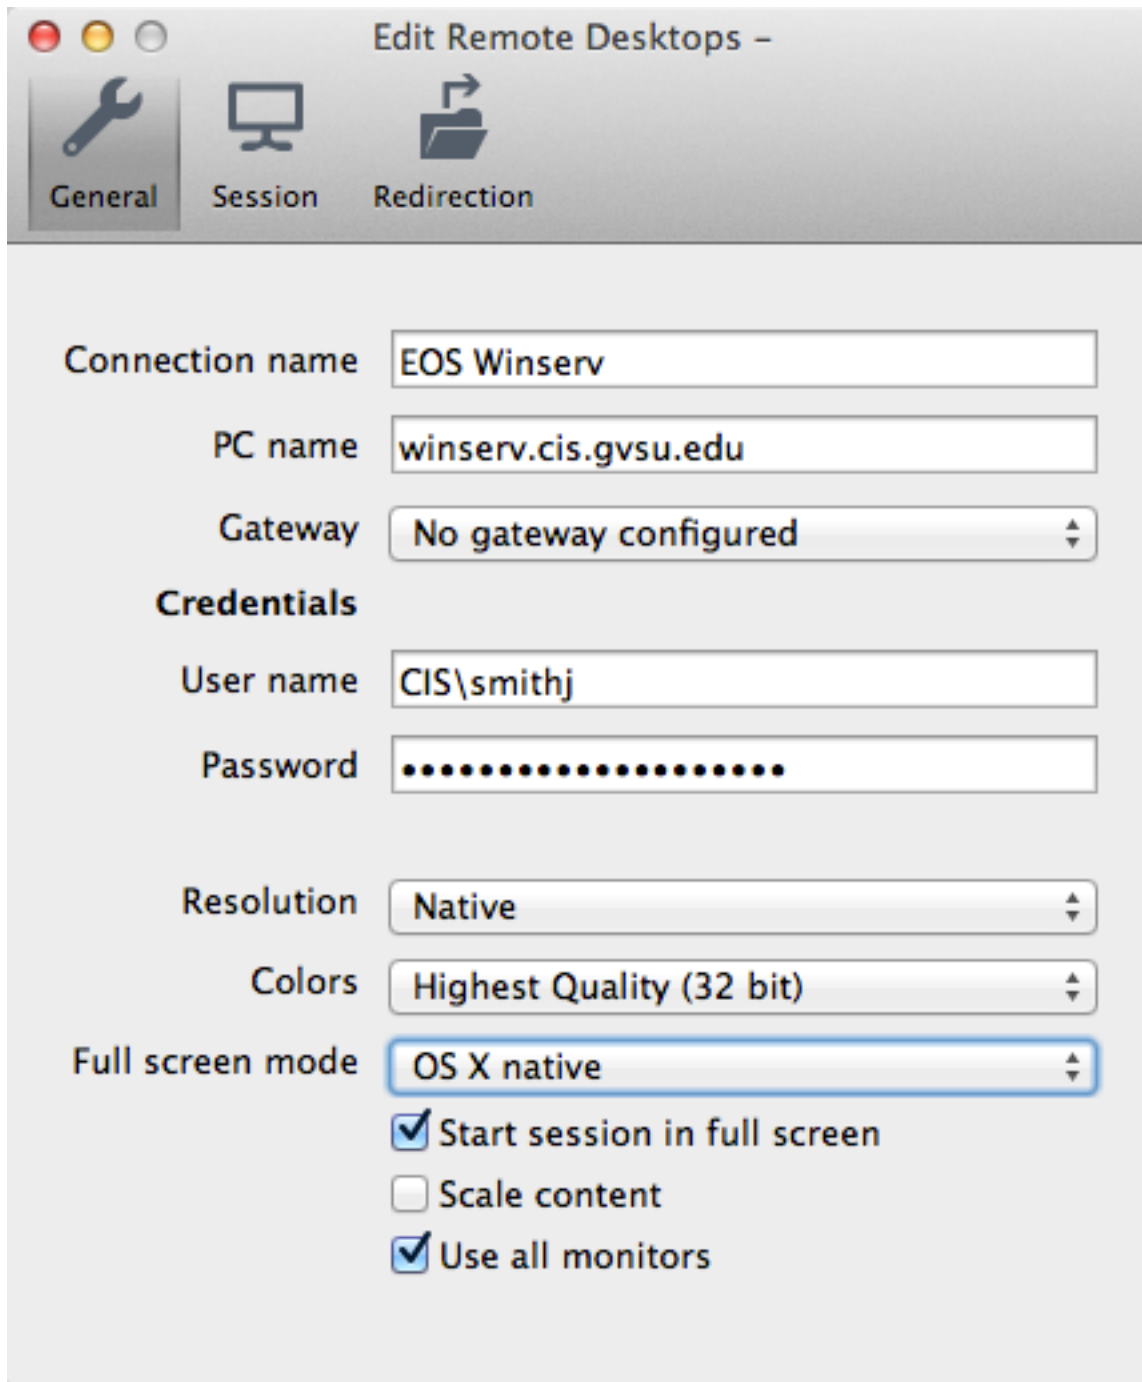 Edit Remote Desktops –
General Session Redirection
Connection name EOS Winserv
PC name winserv.cis.gvsu.edu
Gateway No gateway configured
Credentials
User name CIS\smithj
Password ••••••••••••••••••••
Resolution Native
Colors Highest Quality (32 bit)
Full screen mode OS X native
Start session in full screen
Scale content
Use all monitors